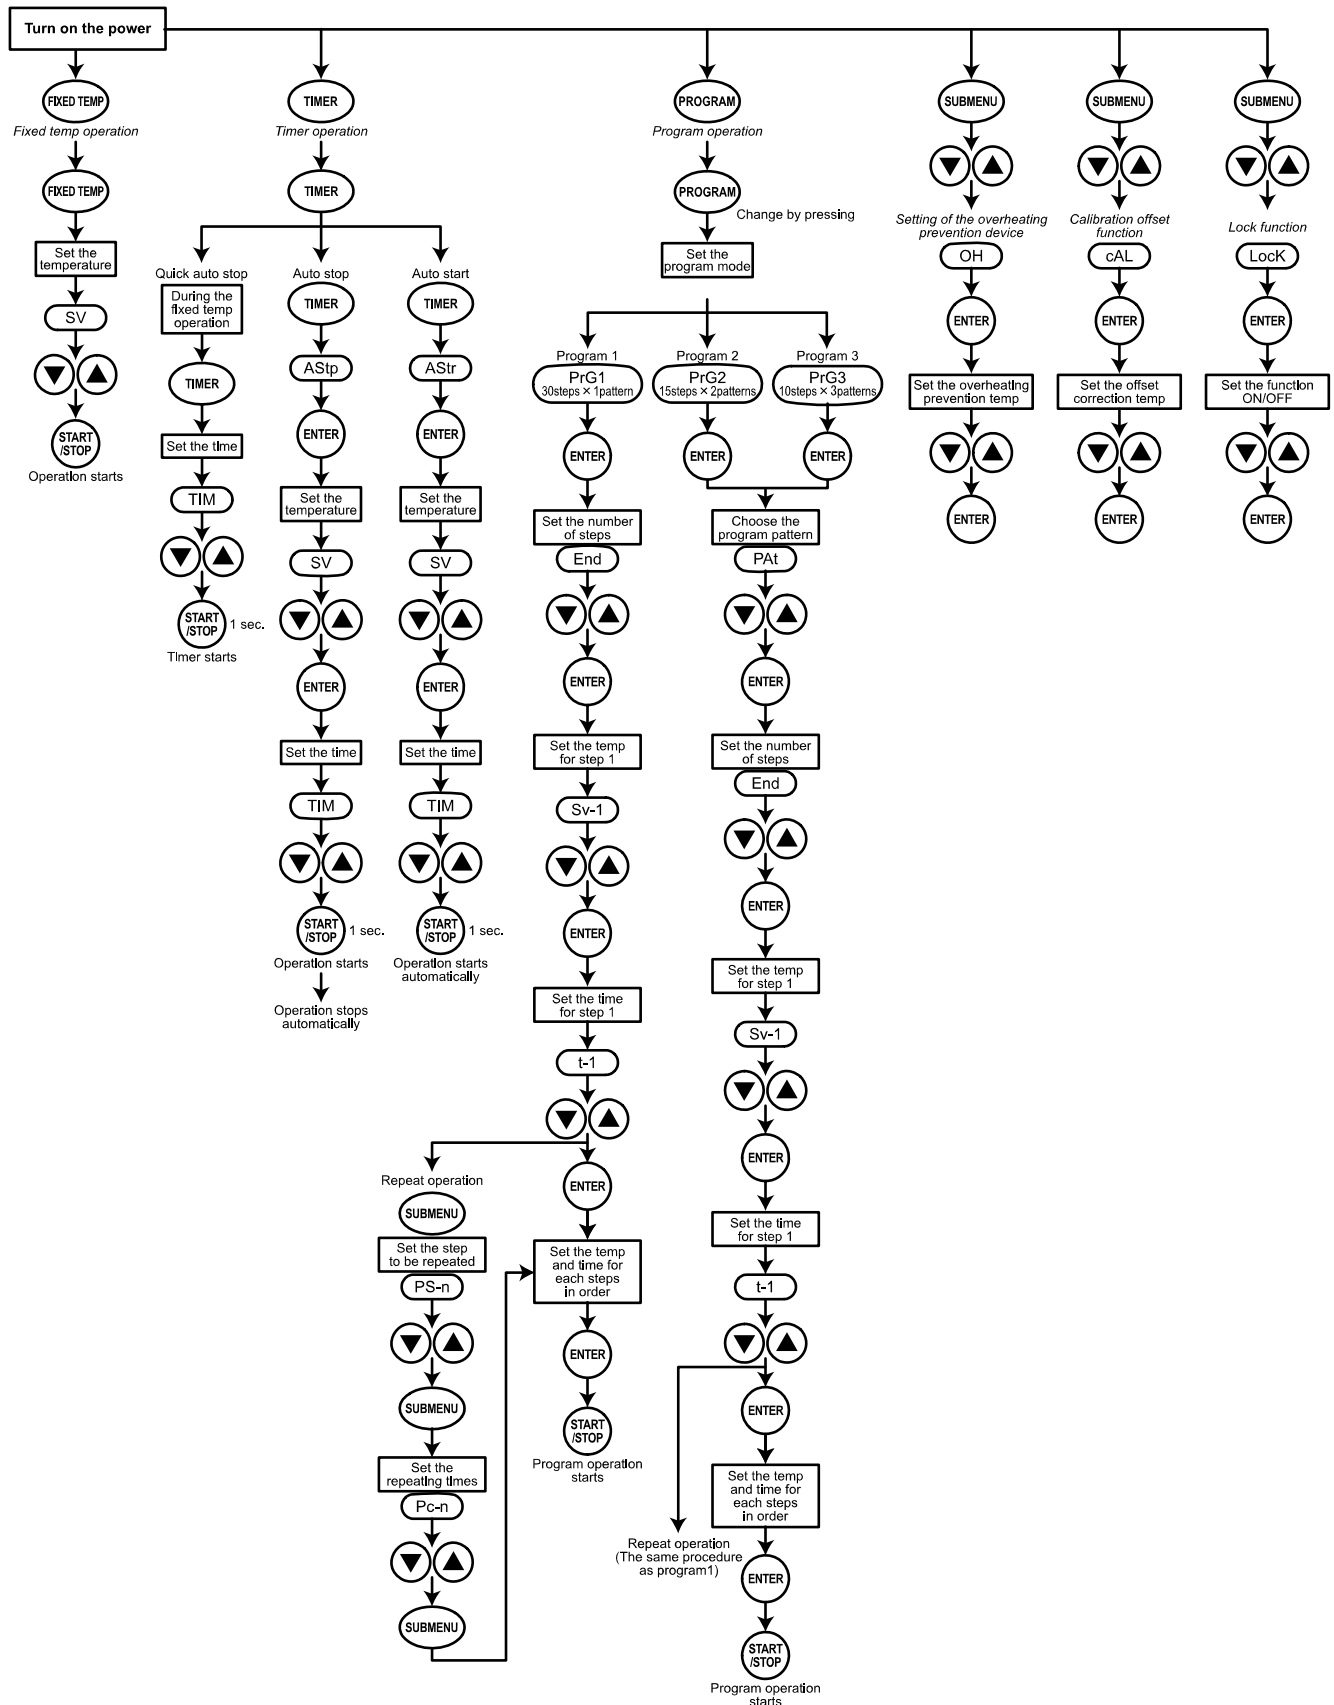 Turn on the power
FIXED TEMP
Fixed temp operation
FIXED TEMP
Set the
temperature
SV
START
/STOP
Operation starts
TIMER
Timer operation
TIMER
Quick auto stop
During the
fixed temp
operation
TIMER
Set the time
TIM
START
/STOP
1 sec.
Timer starts
Auto stop
TIMER
AStp
ENTER
Set the
temperature
SV
ENTER
Set the time
TIM
START
/STOP
1 sec.
Operation starts
Operation stops
automatically
Auto start
TIMER
AStr
ENTER
Set the
temperature
SV
ENTER
Set the time
TIM
START
/STOP
1 sec.
Operation starts
automatically
PROGRAM
Program operation
PROGRAM
Change by pressing
Set the
program mode
Program 1
PrG1
30steps × 1pattern
ENTER
Set the number
of steps
End
ENTER
Set the temp
for step 1
Sv-1
ENTER
Set the time
for step 1
t-1
ENTER
Set the temp
and time for
each steps
in order
ENTER
START
/STOP
Program operation
starts
Repeat operation
SUBMENU
Set the step
to be repeated
PS-n
SUBMENU
Set the
repeating times
Pc-n
SUBMENU
Program 2
PrG2
15steps × 2patterns
ENTER
Program 3
PrG3
10steps × 3patterns
ENTER
Choose the
program pattern
PAt
ENTER
Set the number
of steps
End
ENTER
Set the temp
for step 1
Sv-1
ENTER
Set the time
for step 1
t-1
ENTER
Set the temp
and time for
each steps
in order
ENTER
START
/STOP
Program operation
starts
Repeat operation
(The same procedure
as program1)
SUBMENU
Setting of the overheating
prevention device
OH
ENTER
Set the overheating
prevention temp
ENTER
SUBMENU
Calibration offset
function
cAL
ENTER
Set the offset
correction temp
ENTER
SUBMENU
Lock function
LocK
ENTER
Set the function
ON/OFF
ENTER